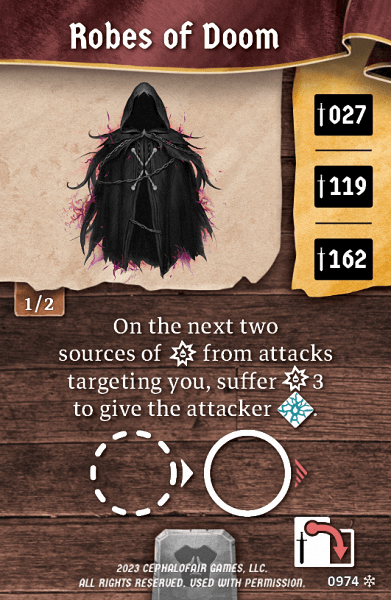 Robes of Doom
027
119
162
1/2
On the next two
sources of from attacks
targeting you, suffer 3
to give the attacker
2023 CEPHALOFAIR GAMES, LLC.
ALL RIGHTS RESERVED. USED WITH PERMISSION.
0974